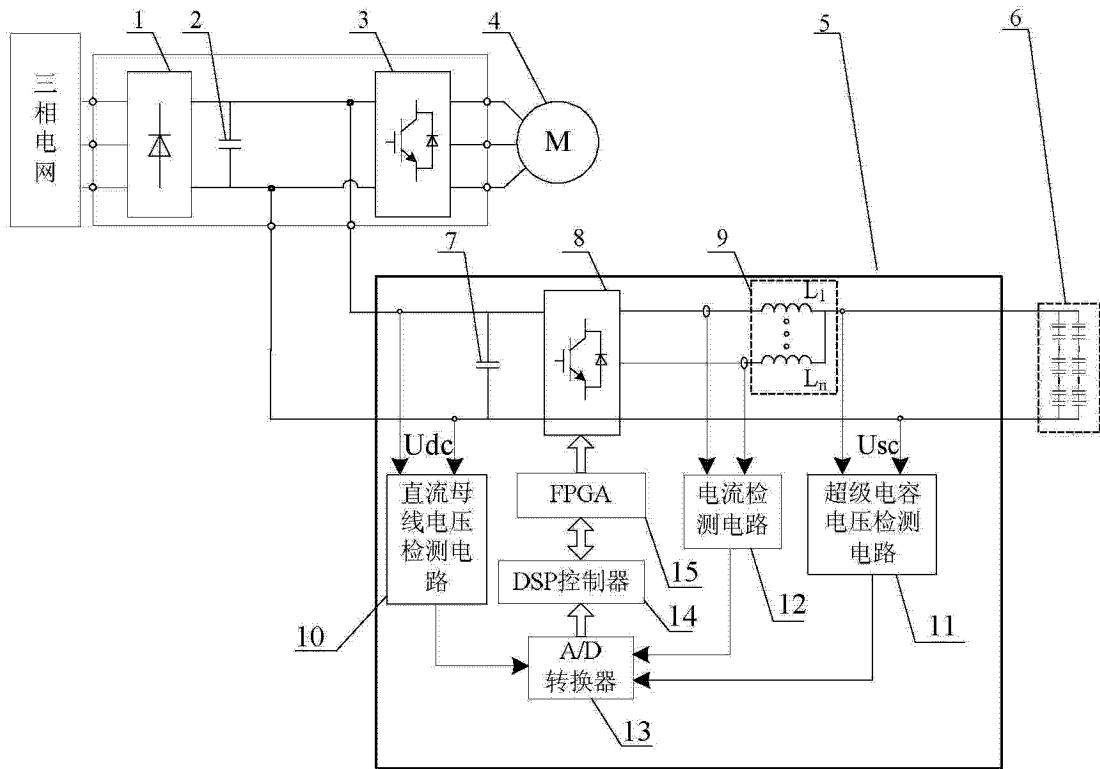 1
2
3
4
5
6
三相电网
M
7
8
9
L1
Ln
Udc
Usc
直流母
线电压
检测电
路
FPGA
电流检
测电路
超级电容
电压检测
电路
DSP控制器
15
12
11
10
14
A/D
转换器
13